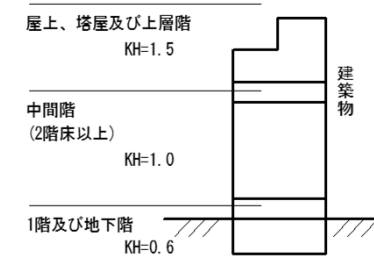 屋上、塔屋及び上層階
KH=1.5
中間階
(2階床以上)
KH=1.0
1階及び地下階
KH=0.6
建築物